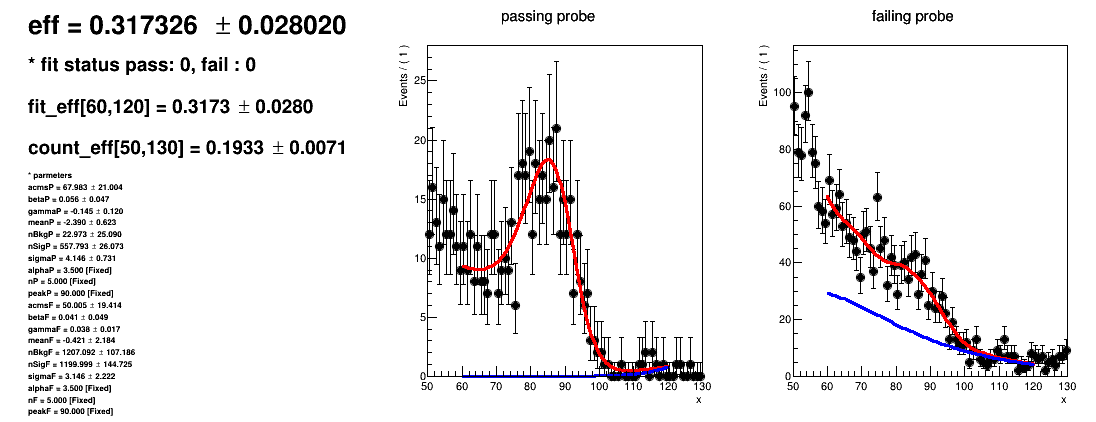 eff = 0.317326 ± 0.028020
* fit status pass: 0, fail : 0
fit_eff[60,120] = 0.3173 ± 0.0280
count_eff[50,130] = 0.1933 ± 0.0071
* parmeters
acmsP = 67.983 ± 21.004
betaP = 0.056 ± 0.047
gammaP = -0.145 ± 0.120
meanP = -2.390 ± 0.623
nBkgP = 22.973 ± 25.090
nSigP = 557.793 ± 26.073
sigmaP = 4.146 ± 0.731
alphaP = 3.500 [Fixed]
nP = 5.000 [Fixed]
peakP = 90.000 [Fixed]
acmsF = 50.005 ± 19.414
betaF = 0.041 ± 0.049
gammaF = 0.038 ± 0.017
meanF = -0.421 ± 2.184
nBkgF = 1207.092 ± 107.186
nSigF = 1199.999 ± 144.725
sigmaF = 3.146 ± 2.222
alphaF = 3.500 [Fixed]
nF = 5.000 [Fixed]
peakF = 90.000 [Fixed]
passing probe
Events / ( 1 )
25
20
15
10
5
0
50 60 70 80 90 100 110 120 130
x
failing probe
Events / ( 1 )
100
80
60
40
20
0
50 60 70 80 90 100 110 120 130
x